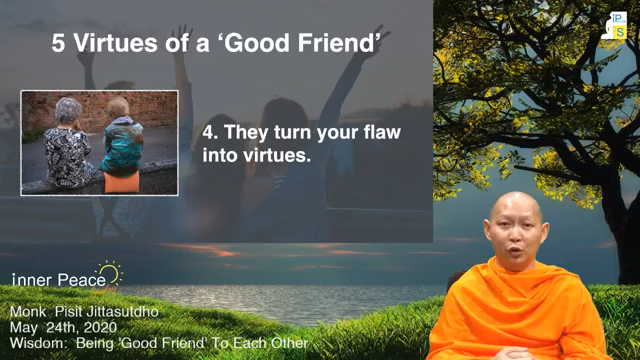 5 Virtues of a ‘Good Friend’
iP
S
4. They turn your flaw
into virtues.
inner Peace
Monk Pisit Jittasutdho
May 24th, 2020
Wisdom: Being 'Good Friend' To Each Other